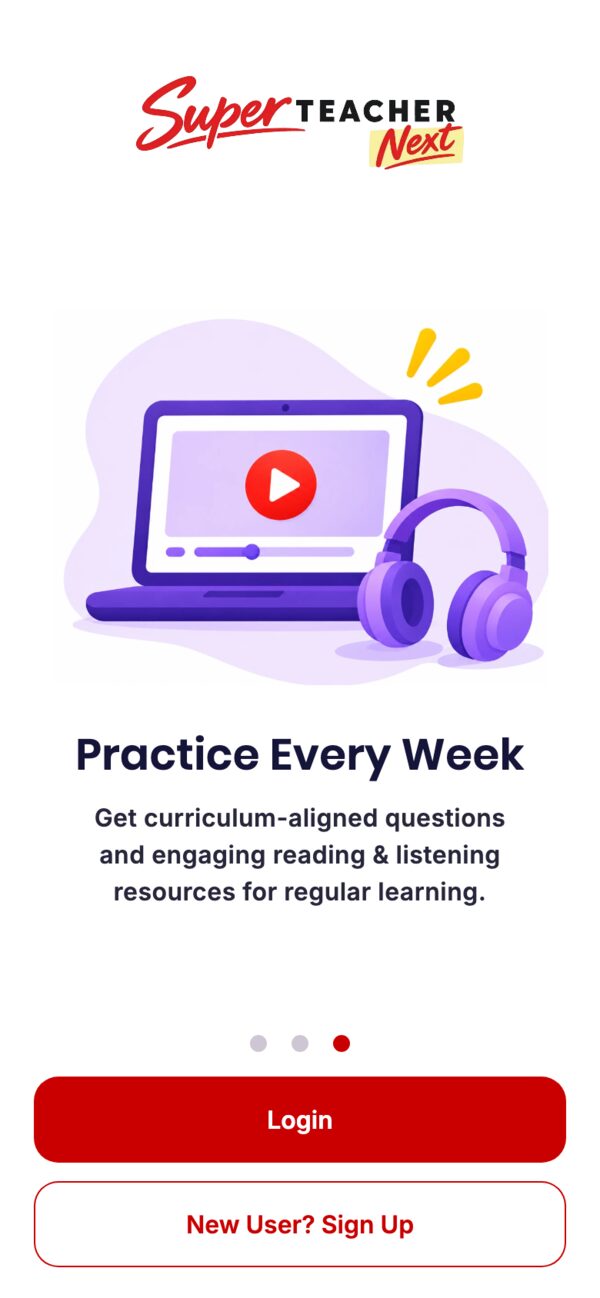 Super TEACHER
Next
Practice Every Week
Get curriculum-aligned questions
and engaging reading & listening
resources for regular learning.
Login
New User? Sign Up